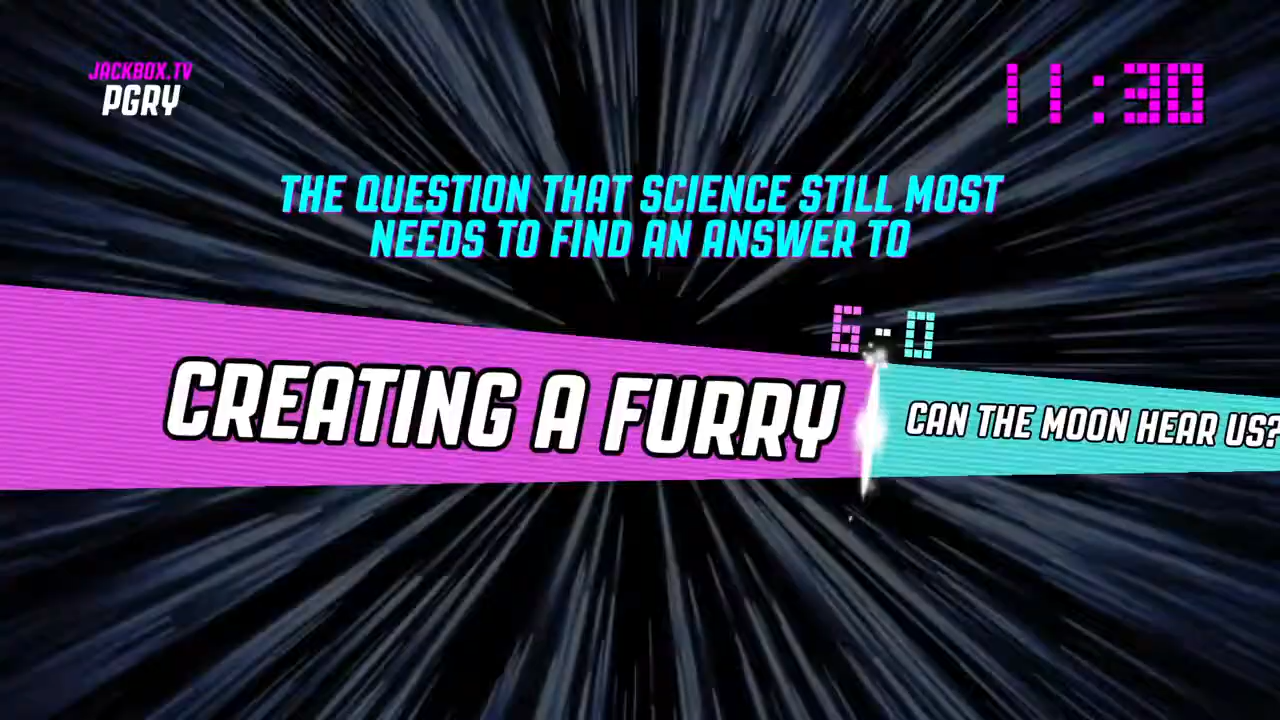 JACKBOX.TV
PGRY
11:30
THE QUESTION THAT SCIENCE STILL MOST
NEEDS TO FIND AN ANSWER TO
6-0
CREATING A FURRY
CAN THE MOON HEAR US?